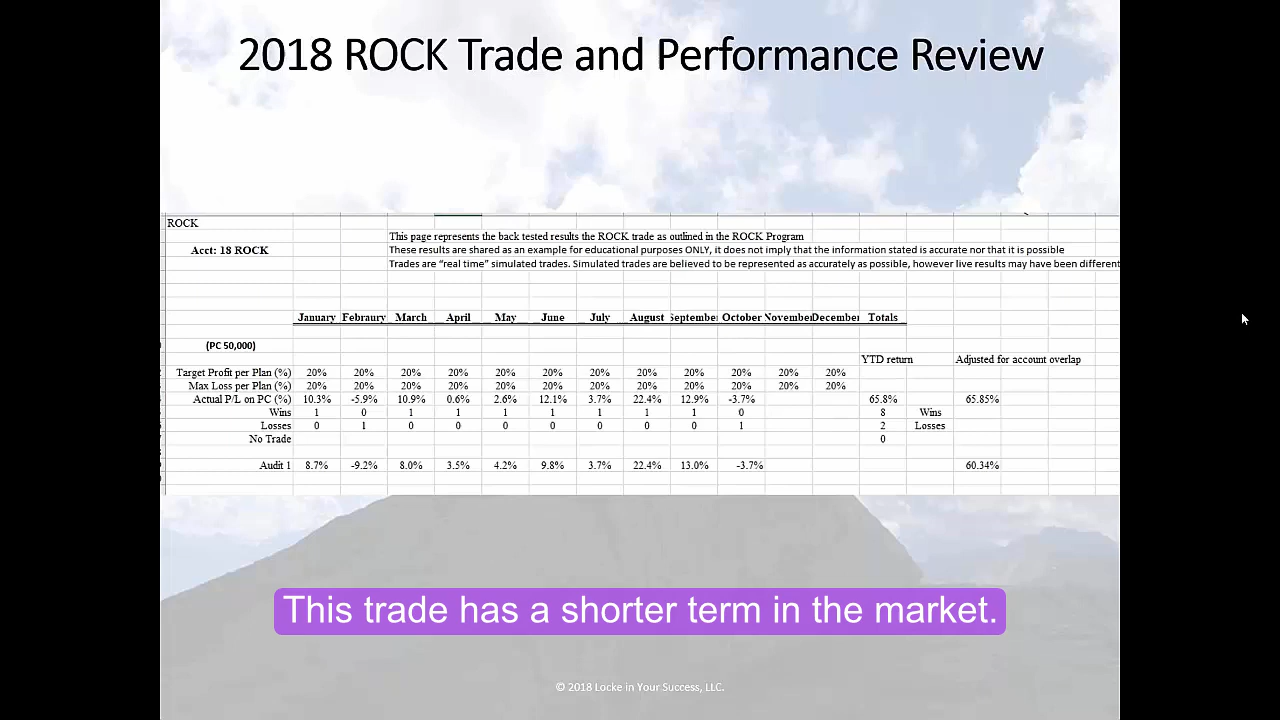 2018 ROCK Trade and Performance Review
ROCK
This page represents the back tested results the ROCK trade as outlined in the ROCK Program
Acct: 18 ROCK These results are shared as an example for educational purposes ONLY, it does not imply that the information stated is accurate nor that it is possible
Trades are "real time" simulated trades. Simulated trades are believed to be represented as accurately as possible, however live results may have been different
January Febraury March April May June July August September October November December Totals
(PC 50,000)
YTD return Adjusted for account overlap
Target Profit per Plan (%) 20% 20% 20% 20% 20% 20% 20% 20% 20% 20% 20% 20%
Max Loss per Plan (%) 20% 20% 20% 20% 20% 20% 20% 20% 20% 20% 20% 20%
Actual P/L on PC (%) 10.3% -5.9% 10.9% 0.6% 2.6% 12.1% 3.7% 22.4% 12.9% -3.7% 65.8% 65.85%
Wins 1 0 1 1 1 1 1 1 1 0 8 Wins
Losses 0 1 0 0 0 0 0 0 0 1 2 Losses
No Trade 0
Audit 1 8.7% -9.2% 8.0% 3.5% 4.2% 9.8% 3.7% 22.4% 13.0% -3.7% 60.34%
This trade has a shorter term in the market.
© 2018 Locke in Your Success, LLC.